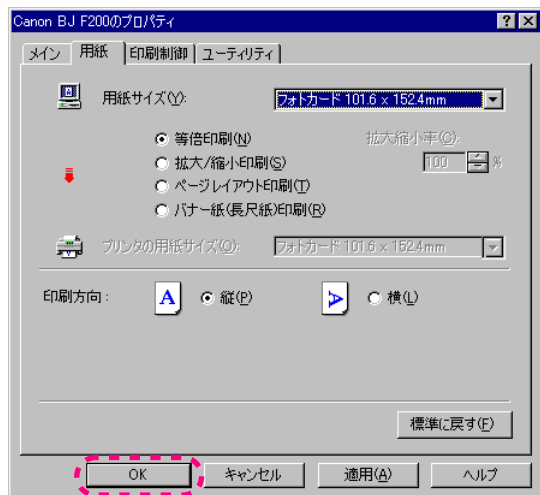 Canon BJ F200のプロパティ
メイン 用紙 印刷制御 ユーティリティ
用紙サイズ(Y): フォトカード 101.6 x 152.4mm
等倍印刷(N) 拡大縮小率(C):
拡大/縮小印刷(S) 100 %
ページレイアウト印刷(T)
バナー紙(長尺紙)印刷(R)
プリンタの用紙サイズ(O): フォトカード 101.6 x 152.4mm
印刷方向: A 縦(P) A 横(L)
標準に戻す(F)
OK キャンセル 適用(A) ヘルプ